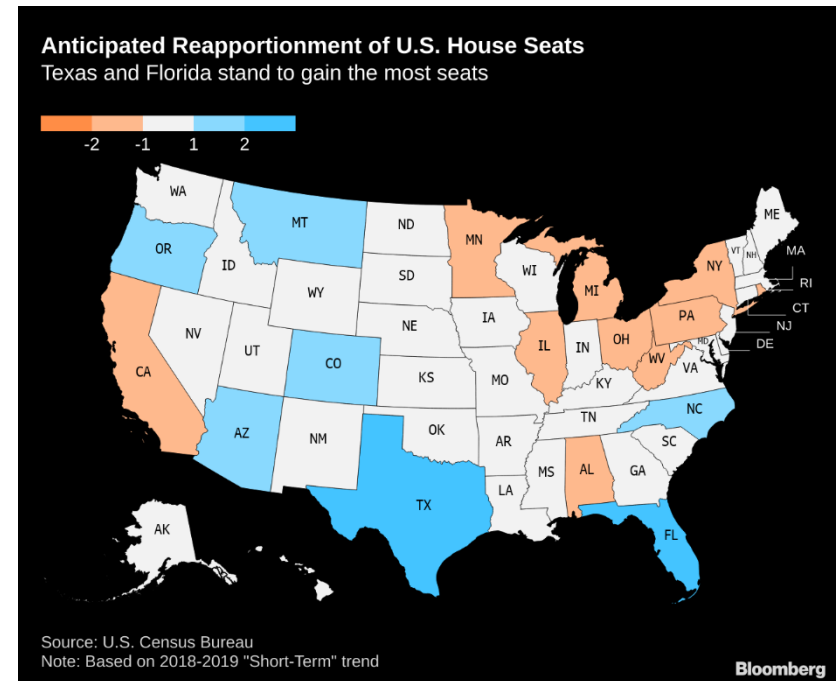 Anticipated Reapportionment of U.S. House Seats
Texas and Florida stand to gain the most seats
-2 -1 1 2
WA
MT
ND
MN
ME
VT
NH
MA
OR
ID
SD
WI
NY
RI
WY
MI
CT
NV
NE
IA
PA
NJ
UT
CO
IL
IN
OH
WV
MD
DE
CA
KS
MO
KY
VA
AZ
NM
OK
AR
TN
NC
SC
TX
LA
MS
AL
GA
FL
AK
Source: U.S. Census Bureau
Note: Based on 2018-2019 "Short-Term" trend
Bloomberg